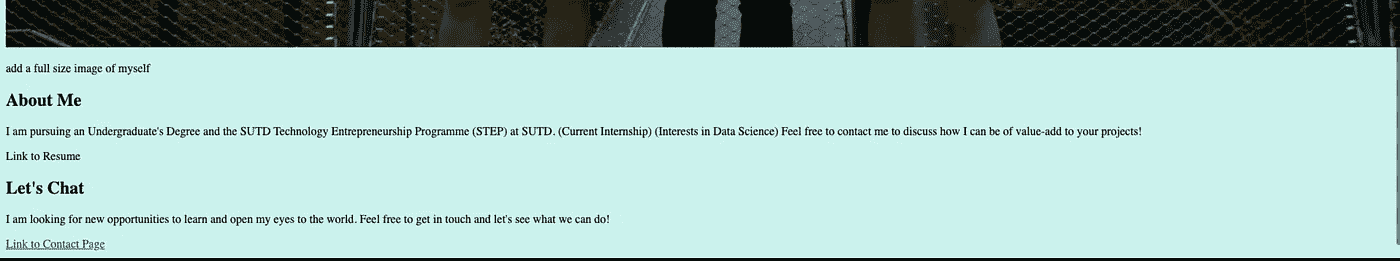 add a full size image of myself
About Me
I am pursuing an Undergraduate's Degree and the SUTD Technology Entrepreneurship Programme (STEP) at SUTD. (Current Internship) (Interests in Data Science) Feel free to contact me to discuss how I can be of value-add to your projects!
Link to Resume
Let's Chat
I am looking for new opportunities to learn and open my eyes to the world. Feel free to get in touch and let's see what we can do!
Link to Contact Page